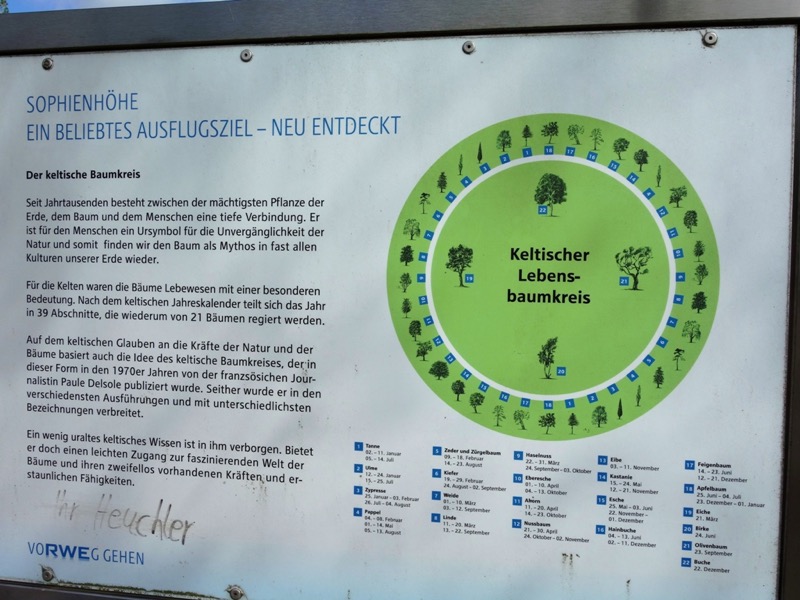 SOPHIENHÖHE
EIN BELIEBTES AUSFLUGSZIEL – NEU ENTDECKT
Der keltische Baumkreis
Seit Jahrtausenden besteht zwischen der mächtigsten Pflanze der
Erde, dem Baum und dem Menschen eine tiefe Verbindung. Er
ist für den Menschen ein Ursymbol für die Unvergänglichkeit der
Natur und somit finden wir den Baum als Mythos in fast allen
Kulturen unserer Erde wieder.
Für die Kelten waren die Bäume Lebewesen mit einer besonderen
Bedeutung. Nach dem keltischen Jahreskalender teilt sich das Jahr
in 39 Abschnitte, die wiederum von 21 Bäumen regiert werden.
Auf dem keltischen Glauben an die Kräfte der Natur und der
Bäume basiert auch die Idee des keltische Baumkreises, der in
dieser Form in den 1970er Jahren von der franzsösichen Jour-
nalistin Paule Delsole publiziert wurde. Seither wurde er in den
verschiedensten Ausführungen und mit unterschiedlichsten
Bezeichnungen verbreitet.
Ein wenig uraltes keltisches Wissen ist in ihm verborgen. Bietet
er doch einen leichten Zugang zur faszinierenden Welt der
Bäume und ihren zweifellos vorhandenen Kräften und er-
staunlichen Fähigkeiten.
Ihr Heuchler
VORWEG GEHEN
Keltischer
Lebens-
baumkreis
22
19
21
20
1 Tanne
02. – 11. Januar
05. – 14. Juli
2 Ulme
12. – 24. Januar
15. – 25. Juli
3 Zypresse
25. Januar – 03. Februar
26. Juli – 04. August
4 Pappel
04. – 08. Februar
01. – 14. Mai
05. – 13. August
5 Zeder und Zürgelbaum
09. – 18. Februar
14. – 23. August
6 Kiefer
19. – 29. Februar
24. August – 02. September
7 Weide
01. – 10. März
03. – 12. September
8 Linde
11. – 20. März
13. – 22. September
9 Haselnuss
22. – 31. März
24. September – 03. Oktober
10 Eberesche
01. – 10. April
04. – 13. Oktober
11 Ahorn
11. – 20. April
14. – 23. Oktober
12 Nussbaum
21. – 30. April
24. Oktober – 02. November
13 Eibe
03. – 11. November
14 Kastanie
15. – 24. Mai
12. – 21. November
15 Esche
25. Mai – 03. Juni
22. November –
01. Dezember
16 Hainbuche
04. – 13. Juni
02. – 11. Dezember
17 Feigenbaum
14. – 23. Juni
12. – 21. Dezember
18 Apfelbaum
25. Juni – 04. Juli
23. Dezember – 01. Januar
19 Eiche
21. März
20 Birke
24. Juni
21 Olivenbaum
23. September
22 Buche
22. Dezember